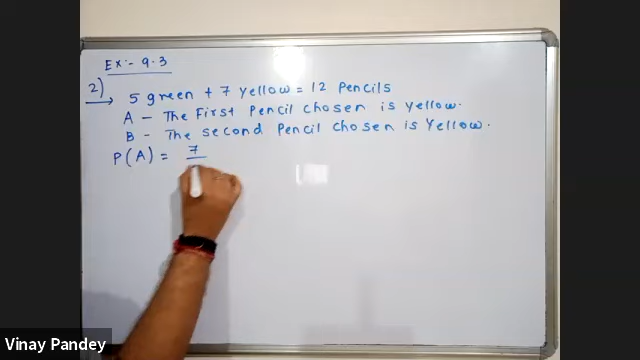 Ex:- 9.3
2)
5 green + 7 yellow = 12 Pencils
A - The First Pencil chosen is yellow.
B - The second Pencil chosen is Yellow.
P(A) = 7
Vinay Pandey